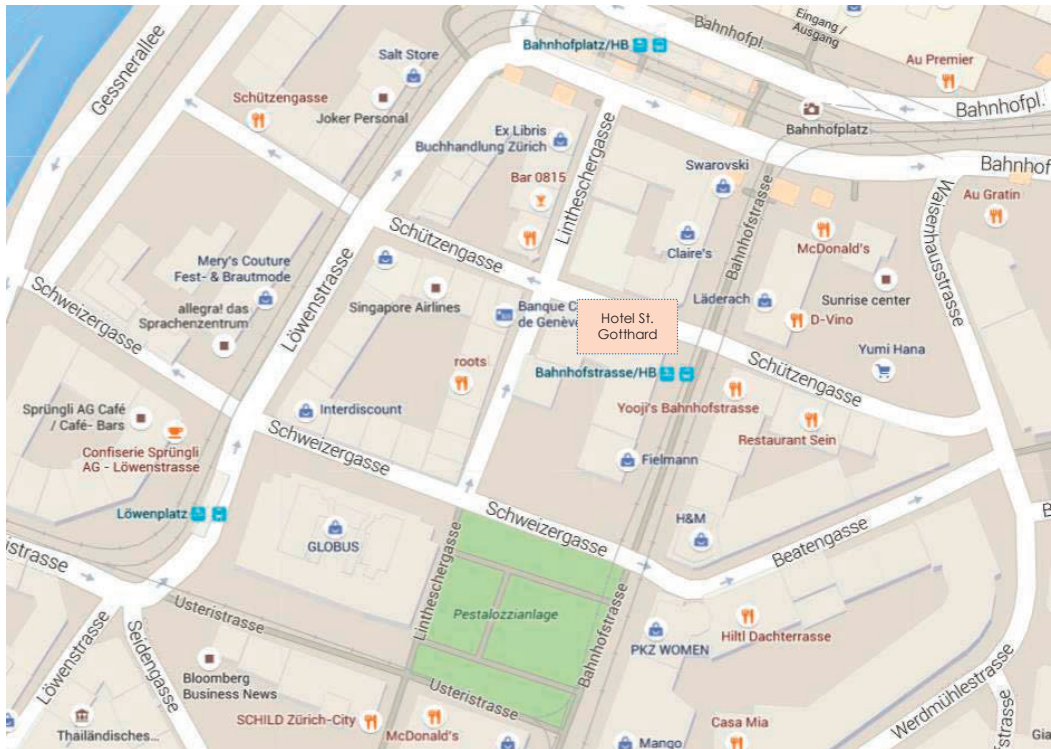 Eingang /
Ausgang
Bahnhofpl.
Bahnhofplatz/HB
Gessnerallee
Salt Store
Au Premier
Schützengasse
Joker Personal
Bahnhofpl.
Bahnhofplatz
Ex Libris
Buchhandlung Zürich
Lintheschergasse
Swarovski
Bahnhof
Bar 0815
Au Gratin
Waisenhausstrasse
Bahnhofstrasse
McDonald's
Schützengasse
Claire's
Mery's Couture
Fest- & Brautmode
Löwenstrasse
Singapore Airlines
Läderach
Sunrise center
allegra! das
Sprachenzentrum
Schweizergasse
Banque C
de Genève
Hotel St.
Gotthard
D-Vino
Schützengasse
Yumi Hana
roots
Bahnhofstrasse/HB
Yooji's Bahnhofstrasse
Interdiscount
Sprüngli AG Café
/ Café- Bars
Restaurant Sein
Confiserie Sprüngli
AG - Löwenstrasse
Schweizergasse
Fielmann
Löwenplatz
GLOBUS
Schweizergasse
H&M
Beatengasse
B
Usteristrasse
Lintheschergasse
Pestalozzianlage
Bahnhofstrasse
Usteristrasse
Hiltl Dachterrasse
PKZ WOMEN
Löwenstrasse
Seidengasse
Bloomberg
Business News
Usteristrasse
Werdmühlestrasse
SCHILD Zürich-City
McDonald's
Casa Mia
Mango
Thailändisches...
Gia